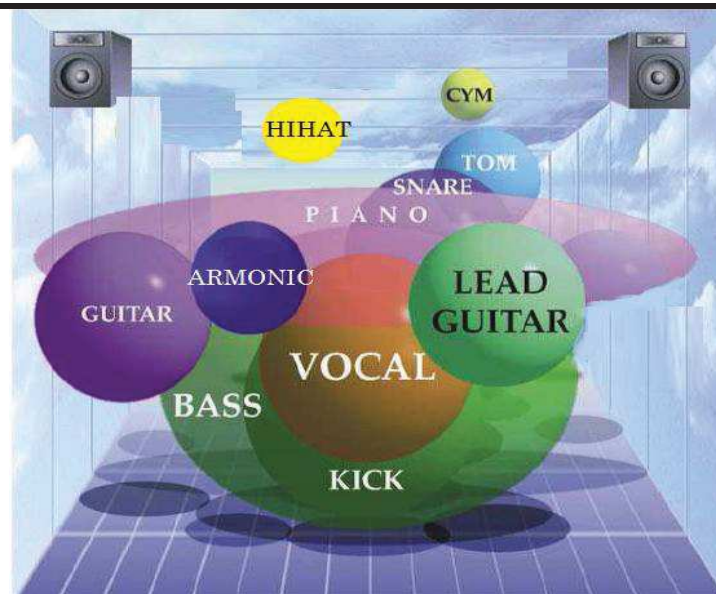 CYM
HIHAT
TOM
SNARE
PIANO
ARMONIC
LEAD
GUITAR
GUITAR
VOCAL
BASS
KICK